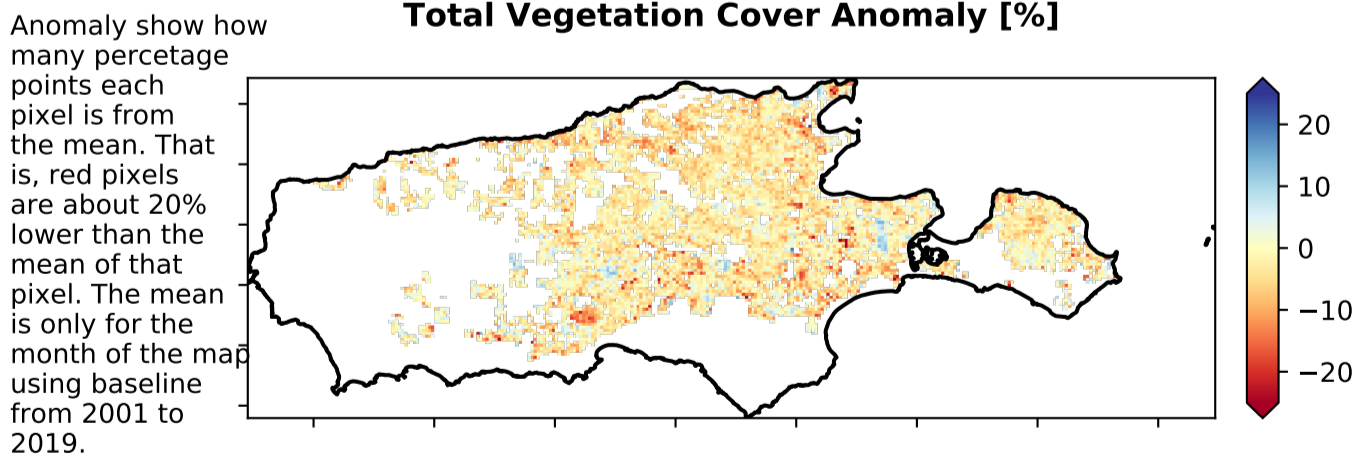 Total Vegetation Cover Anomaly [%]
Anomaly show how
many percetage
points each
pixel is from
the mean. That
is, red pixels
are about 20%
lower than the
mean of that
pixel. The mean
is only for the
month of the map
using baseline
from 2001 to
2019.
20
10
0
−10
−20